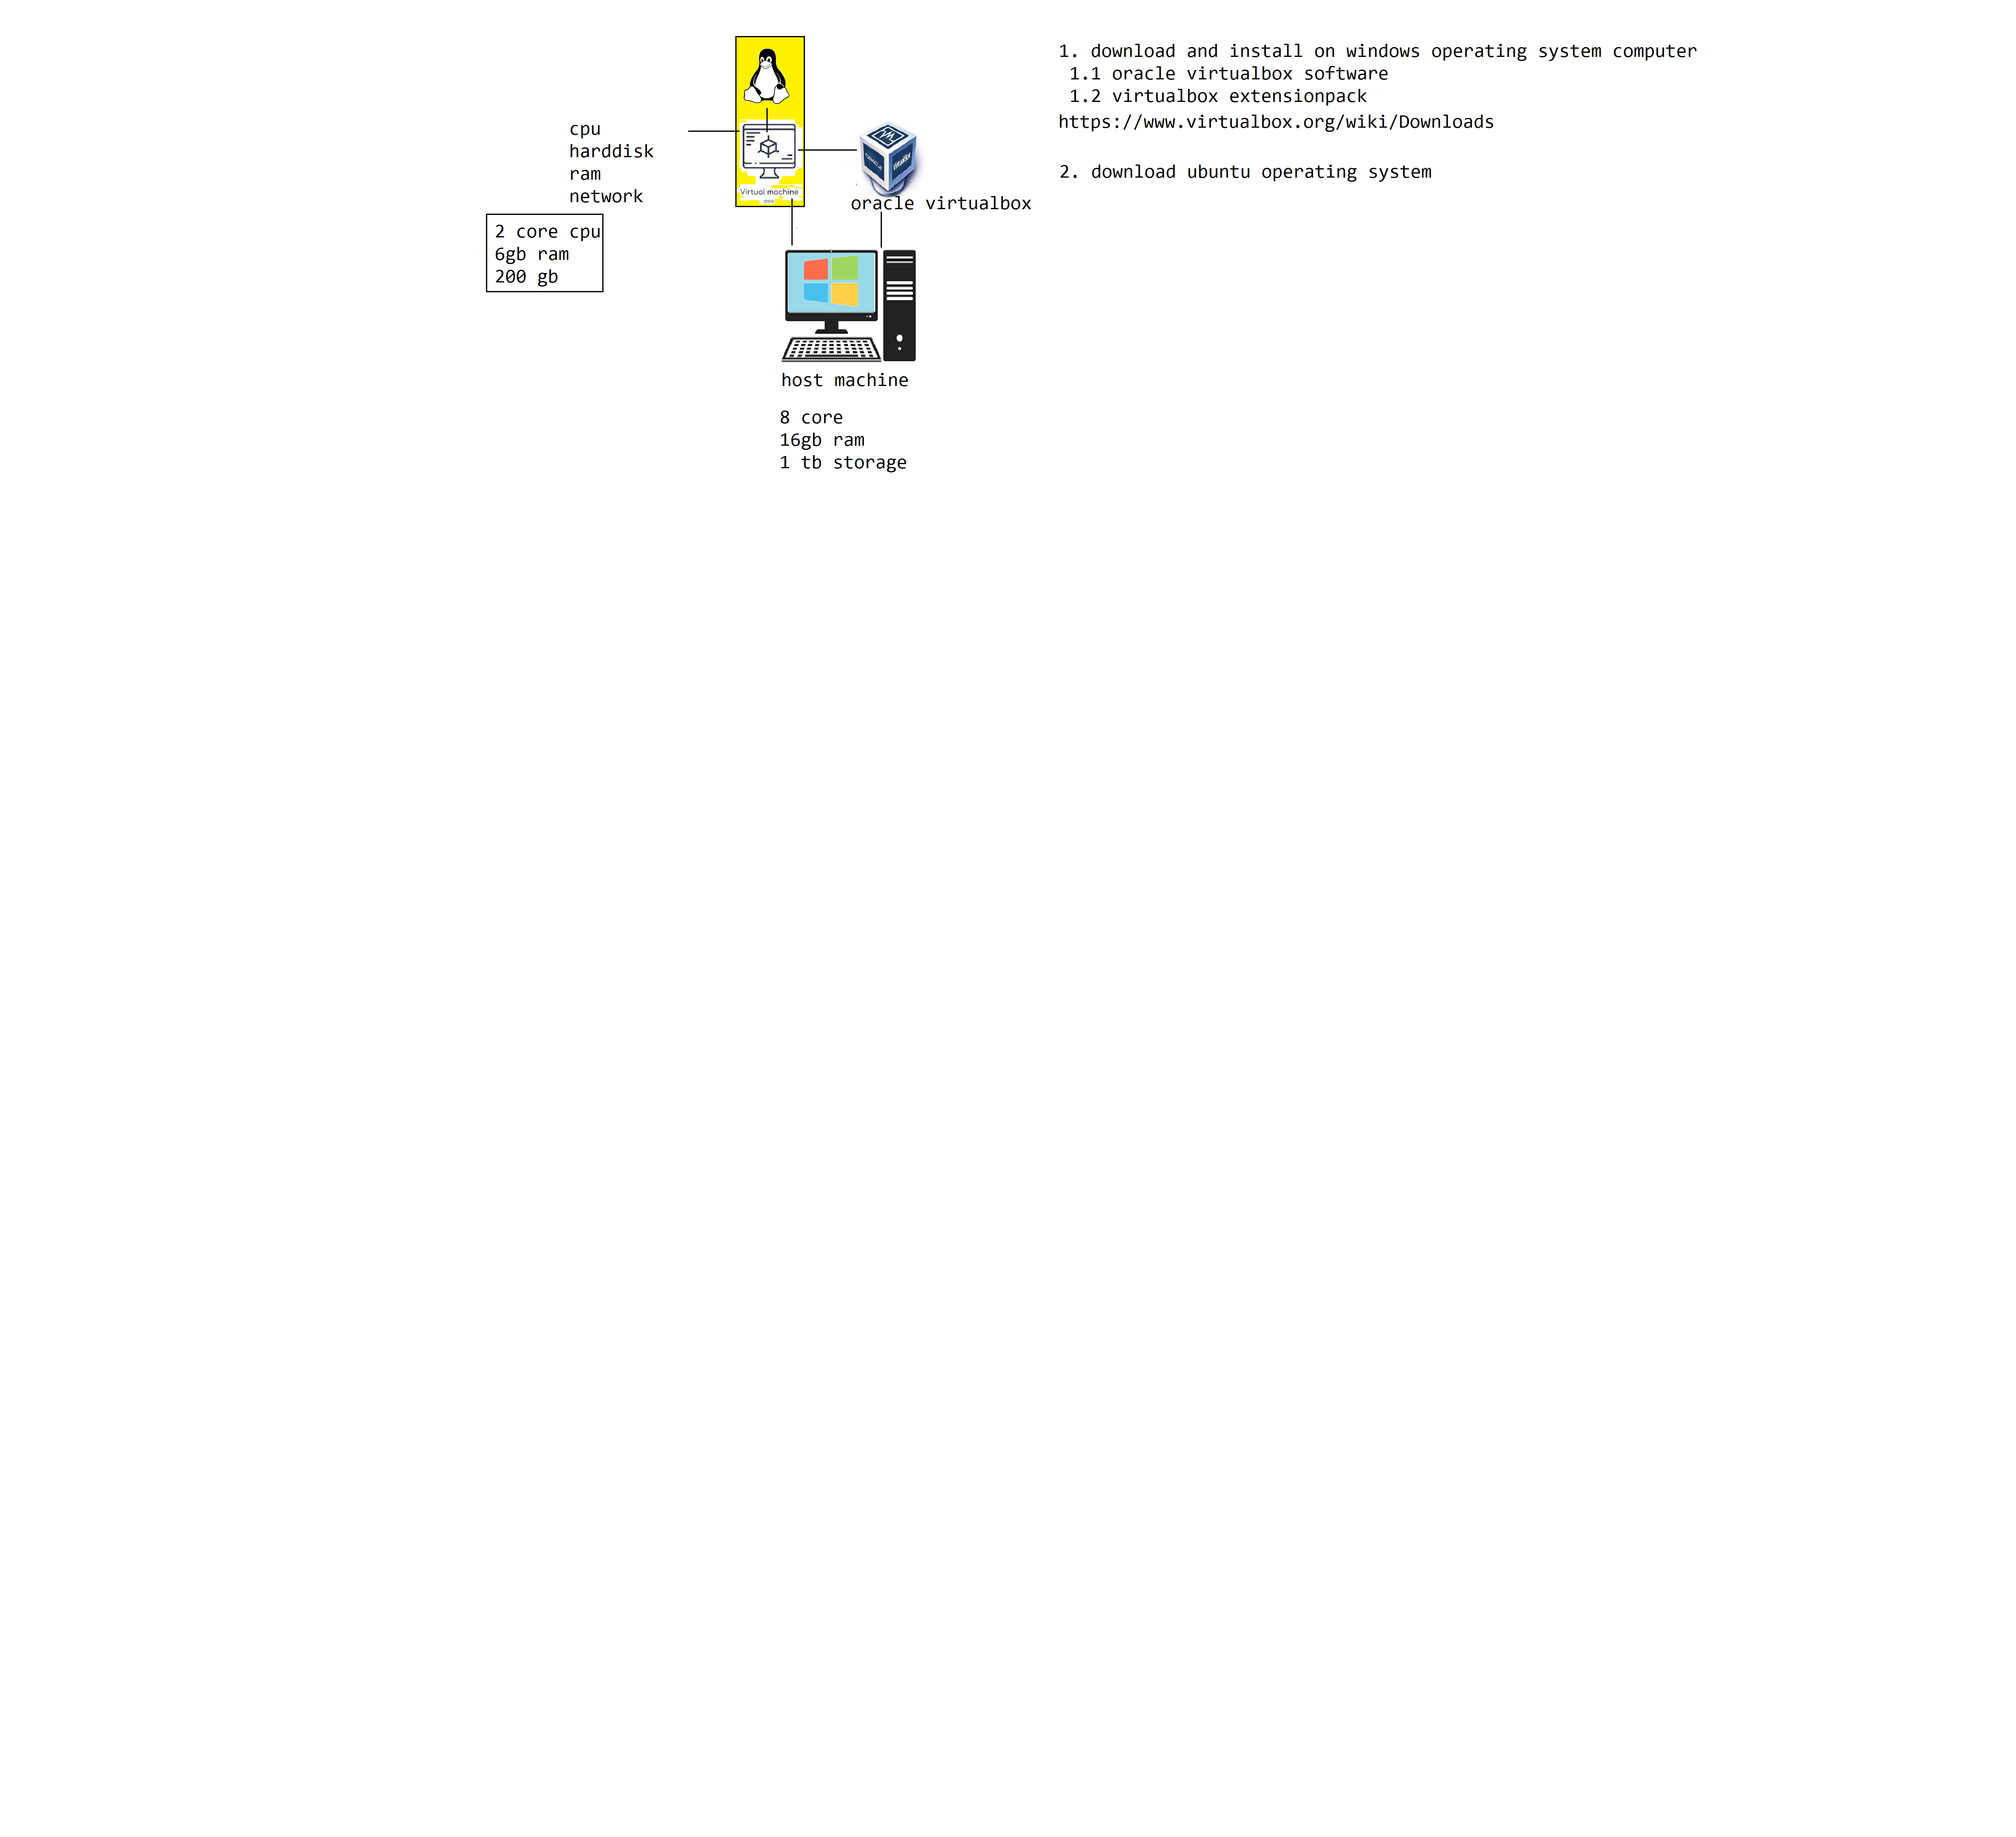 cpu
harddisk
ram
network
2 core cpu
6gb ram
200 gb
Virtual machine
oracle virtualbox
host machine
8 core
16gb ram
1 tb storage
1. download and install on windows operating system computer
1.1 oracle virtualbox software
1.2 virtualbox extensionpack
https://www.virtualbox.org/wiki/Downloads
2. download ubuntu operating system